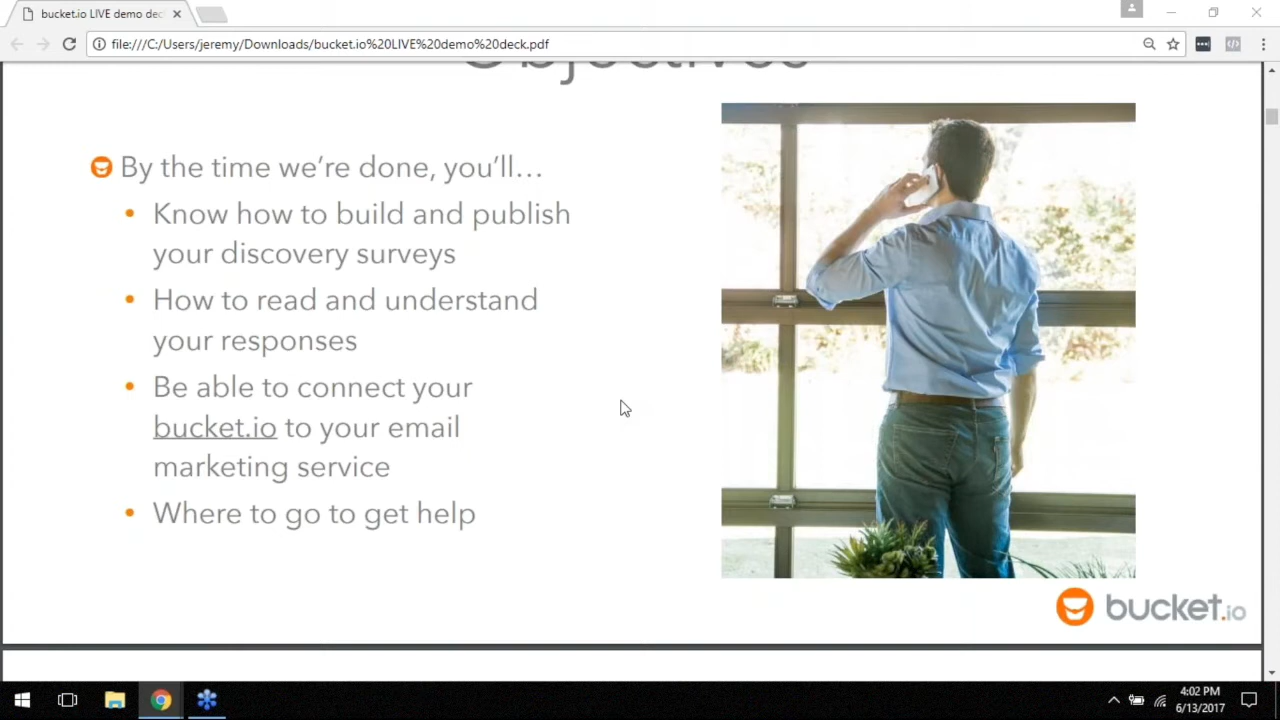 bucket.io LIVE demo dec
file:///C:/Users/jeremy/Downloads/bucket.io%20LIVE%20demo%20deck.pdf
Objectives
By the time we're done, you'll…
Know how to build and publish
your discovery surveys
How to read and understand
your responses
Be able to connect your
bucket.io to your email
marketing service
Where to go to get help
bucket.io
4:02 PM
6/13/2017